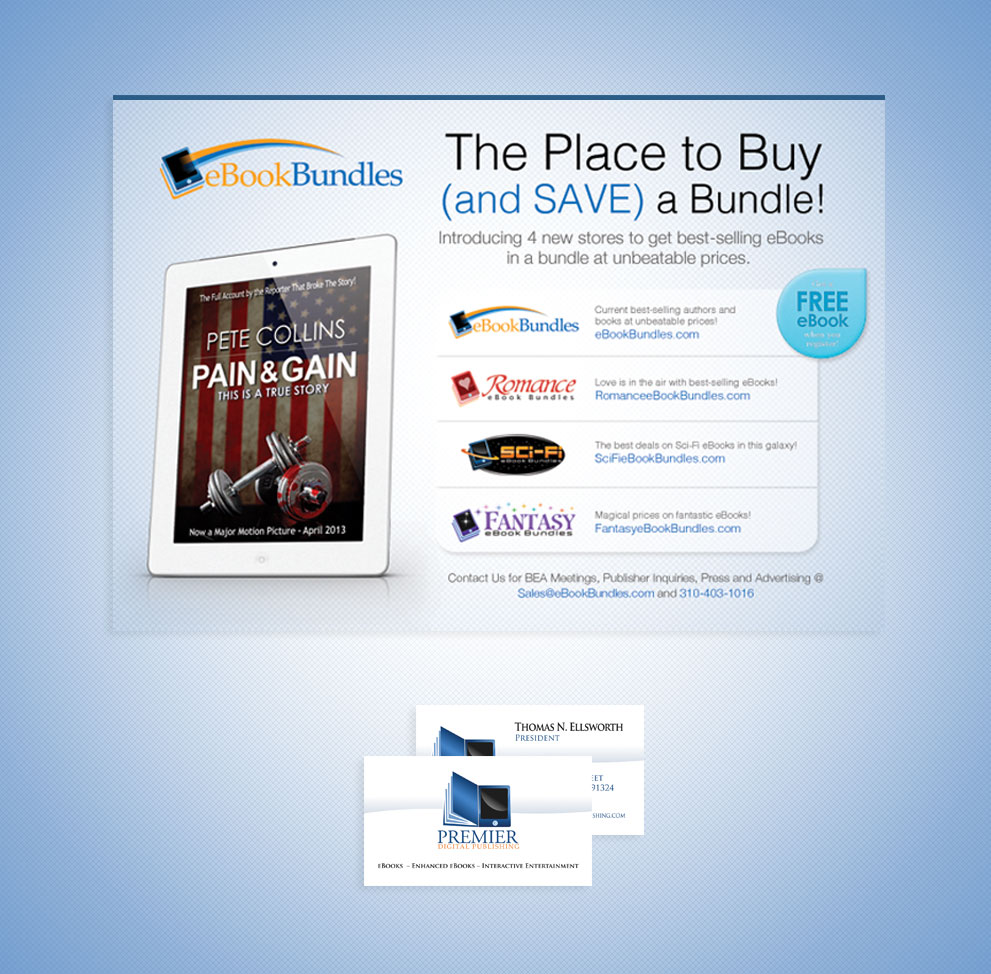 eBookBundles
The Place to Buy
(and SAVE) a Bundle!
Introducing 4 new stores to get best-selling eBooks
in a bundle at unbeatable prices.
The Full Account by the Reporter That Broke The Story!
PETE COLLINS
PAIN & GAIN
THIS IS A TRUE STORY
Now a Major Motion Picture - April 2013
FREE
eBook
when you
register!
eBookBundles
Current best-selling authors and
books at unbeatable prices!
eBookBundles.com
Romance
eBook Bundles
Love is in the air with best-selling eBooks!
RomanceeBookBundles.com
SCi-Fi
eBook Bundles
The best deals on Sci-Fi eBooks in this galaxy!
SciFieBookBundles.com
FANTASY
eBook Bundles
Magical prices on fantastic eBooks!
FantasyeBookBundles.com
Contact Us for BEA Meetings, Publisher Inquiries, Press and Advertising @
Sales@eBookBundles.com and 310-403-1016
THOMAS N. ELLSWORTH
PRESIDENT
EET
91324
SHING.COM
PREMIER
DIGITAL PUBLISHING
eBOOKS - ENHANCED eBOOKS - INTERACTIVE ENTERTAINMENT